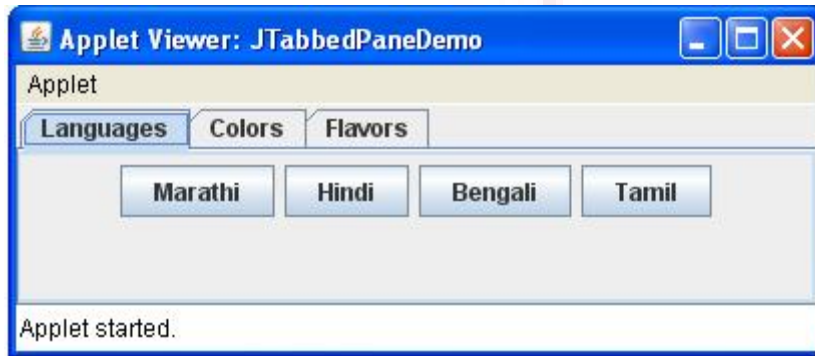 Applet Viewer: JTabbedPaneDemo
Applet
Languages Colors Flavors
Marathi Hindi Bengali Tamil
Applet started.